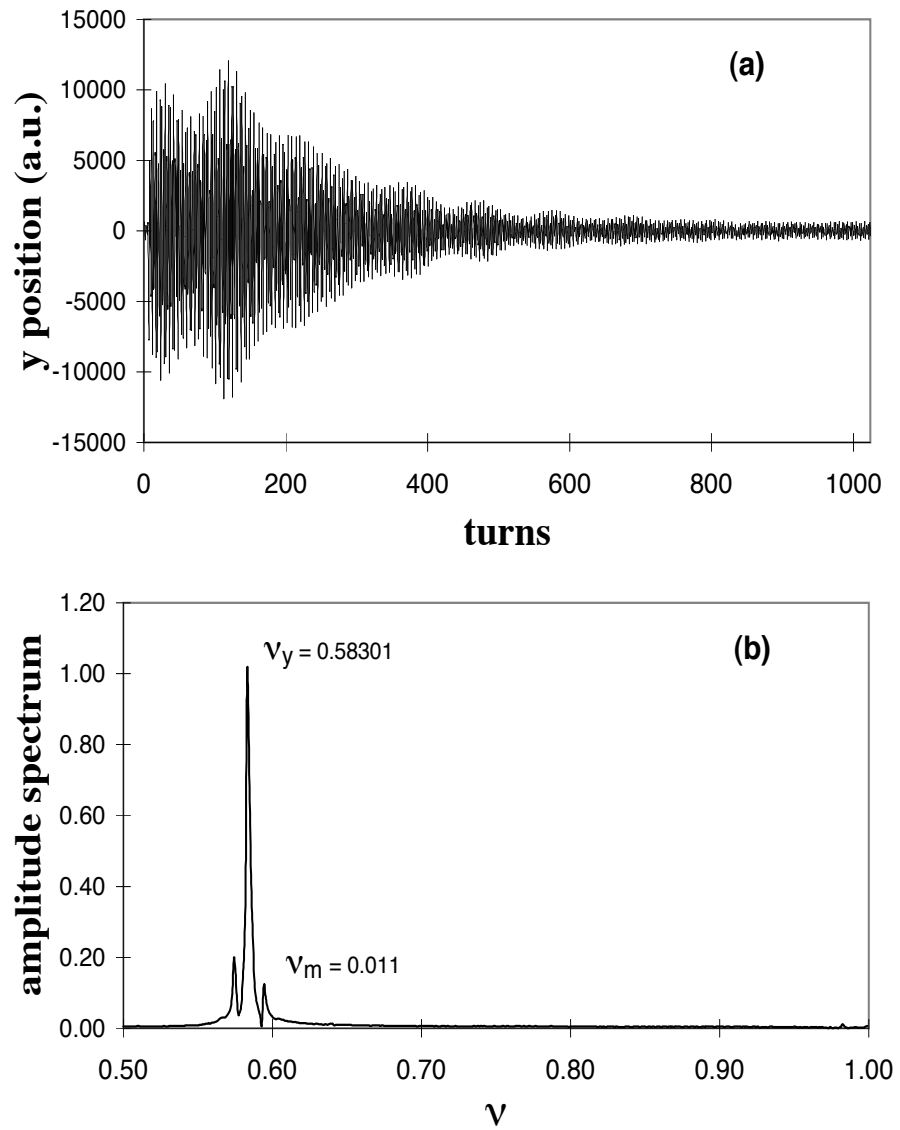 15000
10000
5000
0
-5000
-10000
-15000
y position (a.u.)
(a)
0 200 400 600 800 1000
turns
1.20
1.00
0.80
0.60
0.40
0.20
0.00
amplitude spectrum
νy = 0.58301
(b)
νm = 0.011
0.50 0.60 0.70 0.80 0.90 1.00
ν